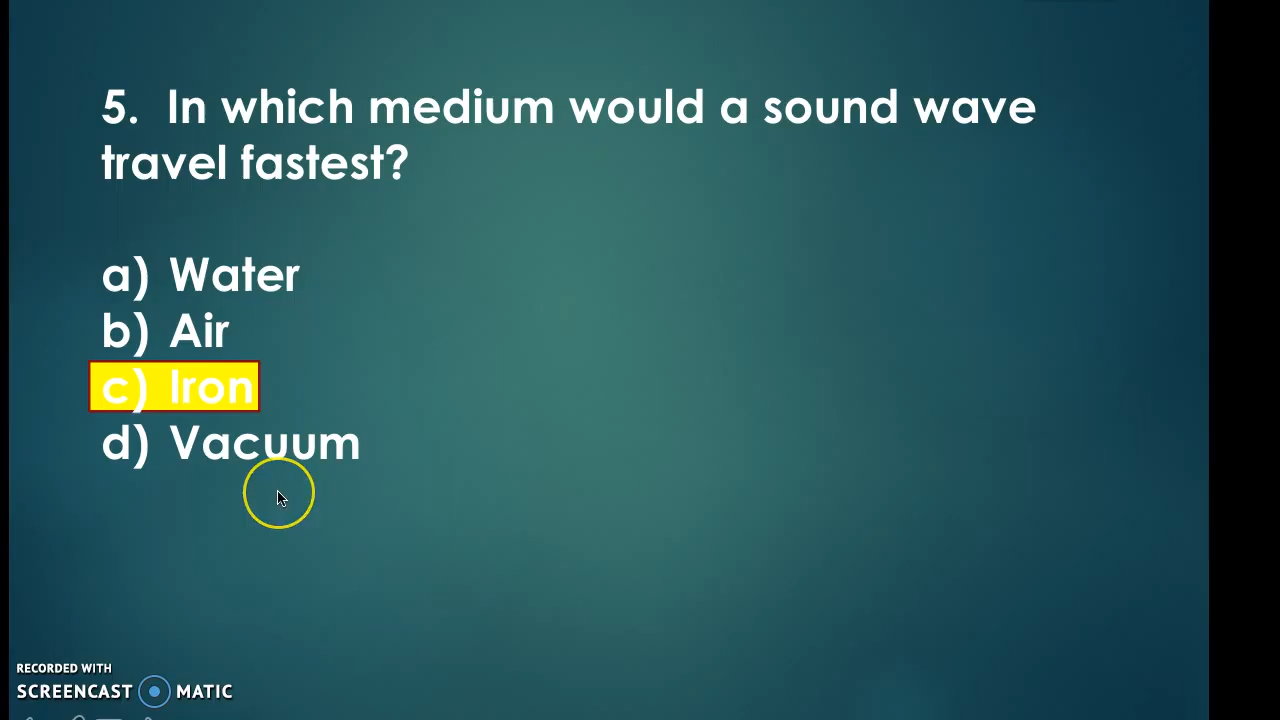 5. In which medium would a sound wave
travel fastest?
a) Water
b) Air
c) Iron
d) Vacuum
RECORDED WITH
SCREENCAST MATIC